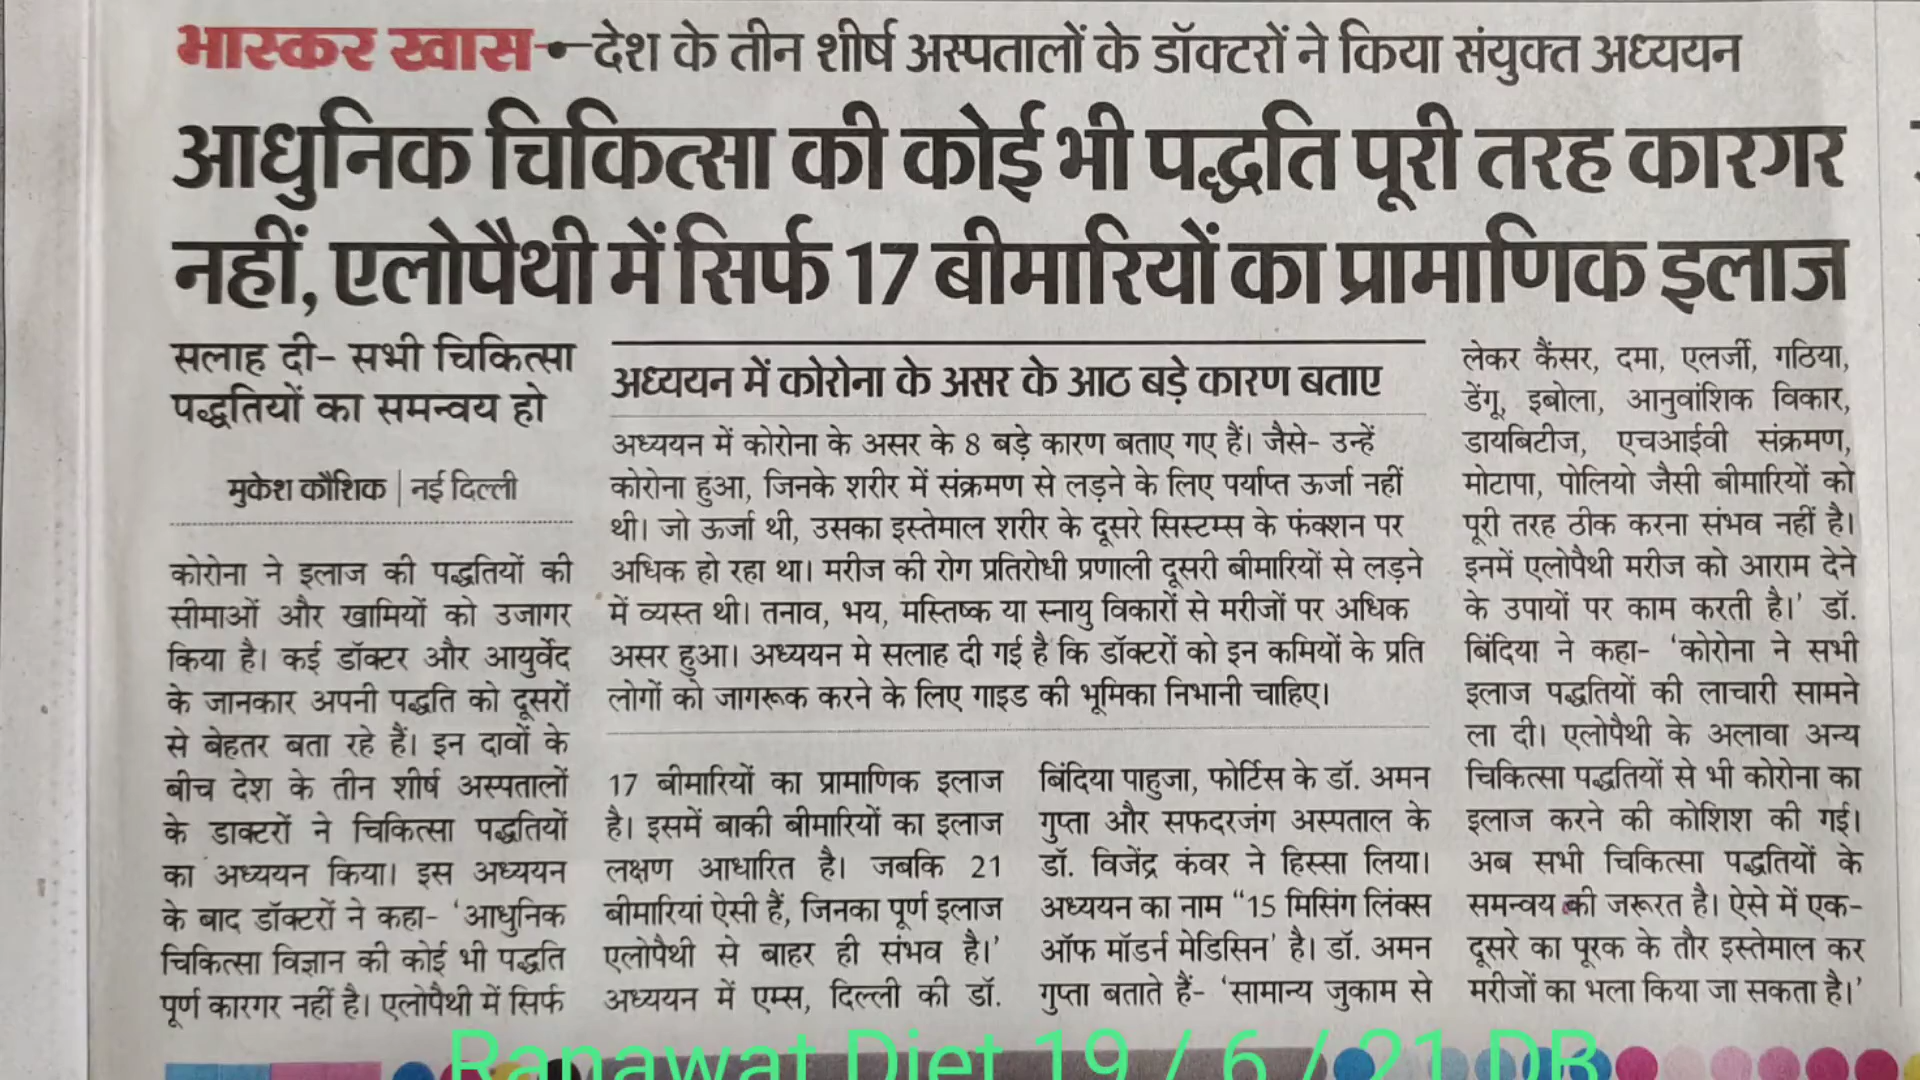 भास्कर खास
देश के तीन शीर्ष अस्पतालों के डॉक्टरों ने किया संयुक्त अध्ययन
आधुनिक चिकित्सा की कोई भी पद्धति पूरी तरह कारगर
नहीं, एलोपैथी में सिर्फ 17 बीमारियों का प्रामाणिक इलाज
सलाह दी- सभी चिकित्सा
पद्धतियों का समन्वय हो
मुकेश कौशिक | नई दिल्ली
कोरोना ने इलाज की पद्धतियों की
सीमाओं और खामियों को उजागर
किया है। कई डॉक्टर और आयुर्वेद
के जानकार अपनी पद्धति को दूसरों
से बेहतर बता रहे हैं। इन दावों के
बीच देश के तीन शीर्ष अस्पतालों
के डाक्टरों ने चिकित्सा पद्धतियों
का अध्ययन किया। इस अध्ययन
के बाद डॉक्टरों ने कहा- ‘आधुनिक
चिकित्सा विज्ञान की कोई भी पद्धति
पूर्ण कारगर नहीं है। एलोपैथी में सिर्फ
अध्ययन में कोरोना के असर के आठ बड़े कारण बताए
अध्ययन में कोरोना के असर के 8 बड़े कारण बताए गए हैं। जैसे- उन्हें
कोरोना हुआ, जिनके शरीर में संक्रमण से लड़ने के लिए पर्याप्त ऊर्जा नहीं
थी। जो ऊर्जा थी, उसका इस्तेमाल शरीर के दूसरे सिस्टम्स के फंक्शन पर
अधिक हो रहा था। मरीज की रोग प्रतिरोधी प्रणाली दूसरी बीमारियों से लड़ने
में व्यस्त थी। तनाव, भय, मस्तिष्क या स्नायु विकारों से मरीजों पर अधिक
असर हुआ। अध्ययन मे सलाह दी गई है कि डॉक्टरों को इन कमियों के प्रति
लोगों को जागरूक करने के लिए गाइड की भूमिका निभानी चाहिए।
17 बीमारियों का प्रामाणिक इलाज
है। इसमें बाकी बीमारियों का इलाज
लक्षण आधारित है। जबकि 21
बीमारियां ऐसी हैं, जिनका पूर्ण इलाज
एलोपैथी से बाहर ही संभव है।’
अध्ययन में एम्स, दिल्ली की डॉ.
बिंदिया पाहुजा, फोर्टिस के डॉ. अमन
गुप्ता और सफदरजंग अस्पताल के
डॉ. विजेंद्र कंवर ने हिस्सा लिया।
अध्ययन का नाम “15 मिसिंग लिंक्स
ऑफ मॉडर्न मेडिसिन’ है। डॉ. अमन
गुप्ता बताते हैं- ‘सामान्य जुकाम से
लेकर कैंसर, दमा, एलर्जी, गठिया,
डेंगू, इबोला, आनुवांशिक विकार,
डायबिटीज, एचआईवी संक्रमण,
मोटापा, पोलियो जैसी बीमारियों को
पूरी तरह ठीक करना संभव नहीं है।
इनमें एलोपैथी मरीज को आराम देने
के उपायों पर काम करती है।’ डॉ.
बिंदिया ने कहा- ‘कोरोना ने सभी
इलाज पद्धतियों की लाचारी सामने
ला दी। एलोपैथी के अलावा अन्य
चिकित्सा पद्धतियों से भी कोरोना का
इलाज करने की कोशिश की गई।
अब सभी चिकित्सा पद्धतियों के
समन्वय की जरूरत है। ऐसे में एक-
दूसरे का पूरक के तौर इस्तेमाल कर
मरीजों का भला किया जा सकता है।’
Ranawat Diet 19 / 6 / 21 DB